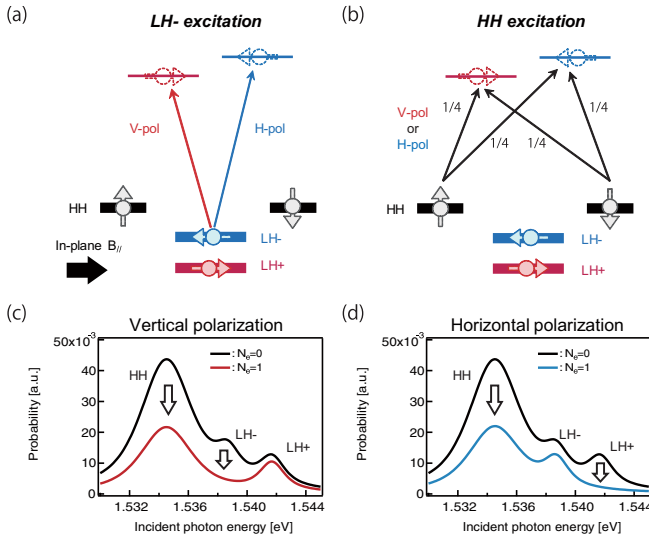 (a)
LH- excitation
V-pol
H-pol
HH
In-plane B//
LH-
LH+
(b)
HH excitation
1/4
1/4
1/4
1/4
V-pol
or
H-pol
HH
LH-
LH+
(c)
Vertical polarization
50x10⁻³
40
30
20
10
0
Probability [a.u.]
HH
LH-
LH+
: Nₑ=0
: Nₑ=1
1.532
1.536
1.540
1.544
Incident photon energy [eV]
(d)
Horizontal polarization
50x10⁻³
40
30
20
10
0
Probability [a.u.]
HH
LH-
LH+
: Nₑ=0
: Nₑ=1
1.532
1.536
1.540
1.544
Incident photon energy [eV]